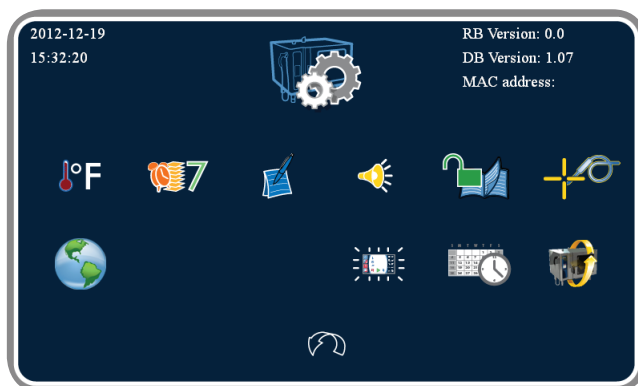 2012-12-19
15:32:20
RB Version: 0.0
DB Version: 1.07
MAC address:
°F
7